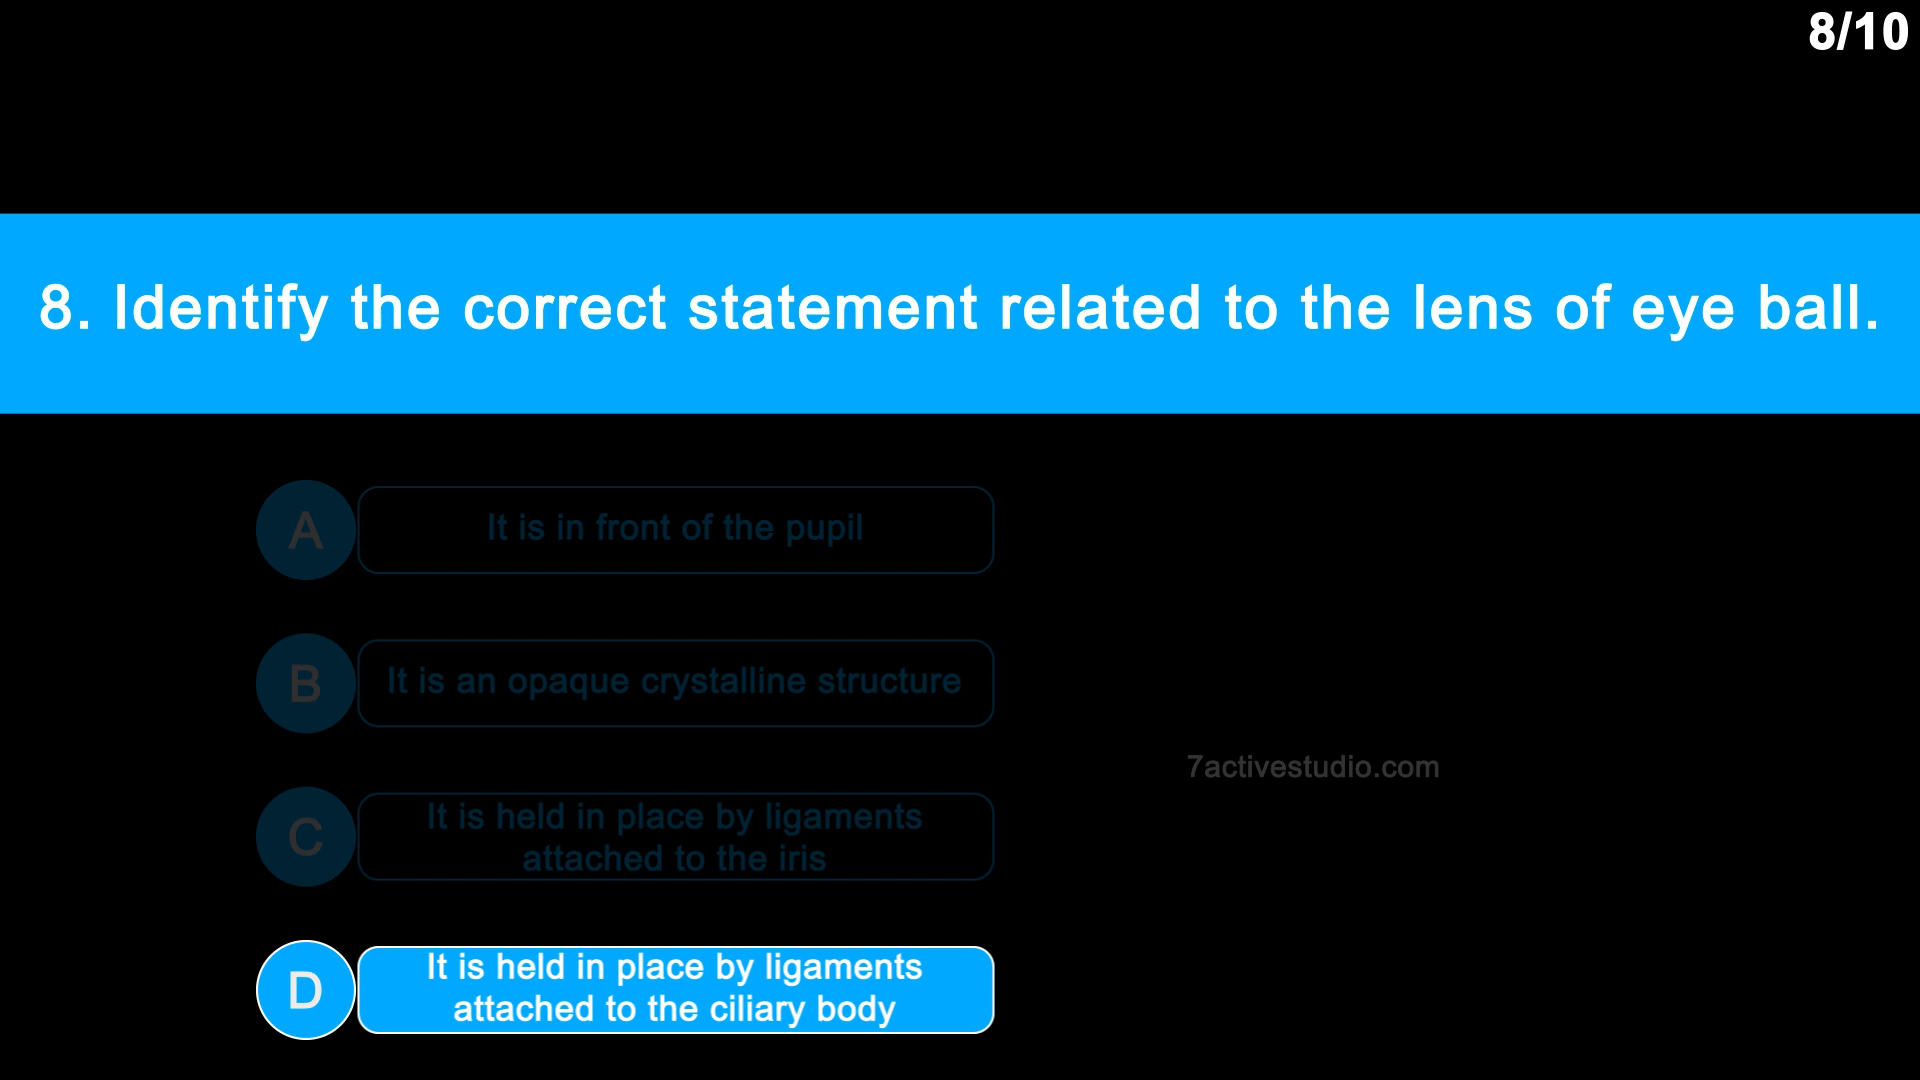 8/10
8. Identify the correct statement related to the lens of eye ball.
A
It is in front of the pupil
B
It is an opaque crystalline structure
7activestudio.com
C
It is held in place by ligaments
attached to the iris
D
It is held in place by ligaments
attached to the ciliary body